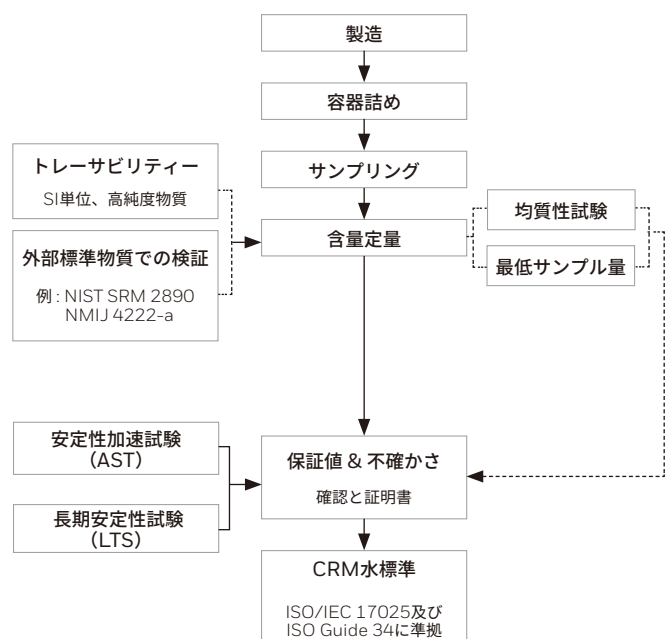 製造
容器詰め
サンプリング
トレーサビリティー
SI単位、高純度物質
外部標準物質での検証
例 : NIST SRM 2890
NMIJ 4222-a
含量定量
均質性試験
最低サンプル量
安定性加速試験
(AST)
長期安定性試験
(LTS)
保証値 & 不確かさ
確認と証明書
CRM水標準
ISO/IEC 17025及び
ISO Guide 34に準拠